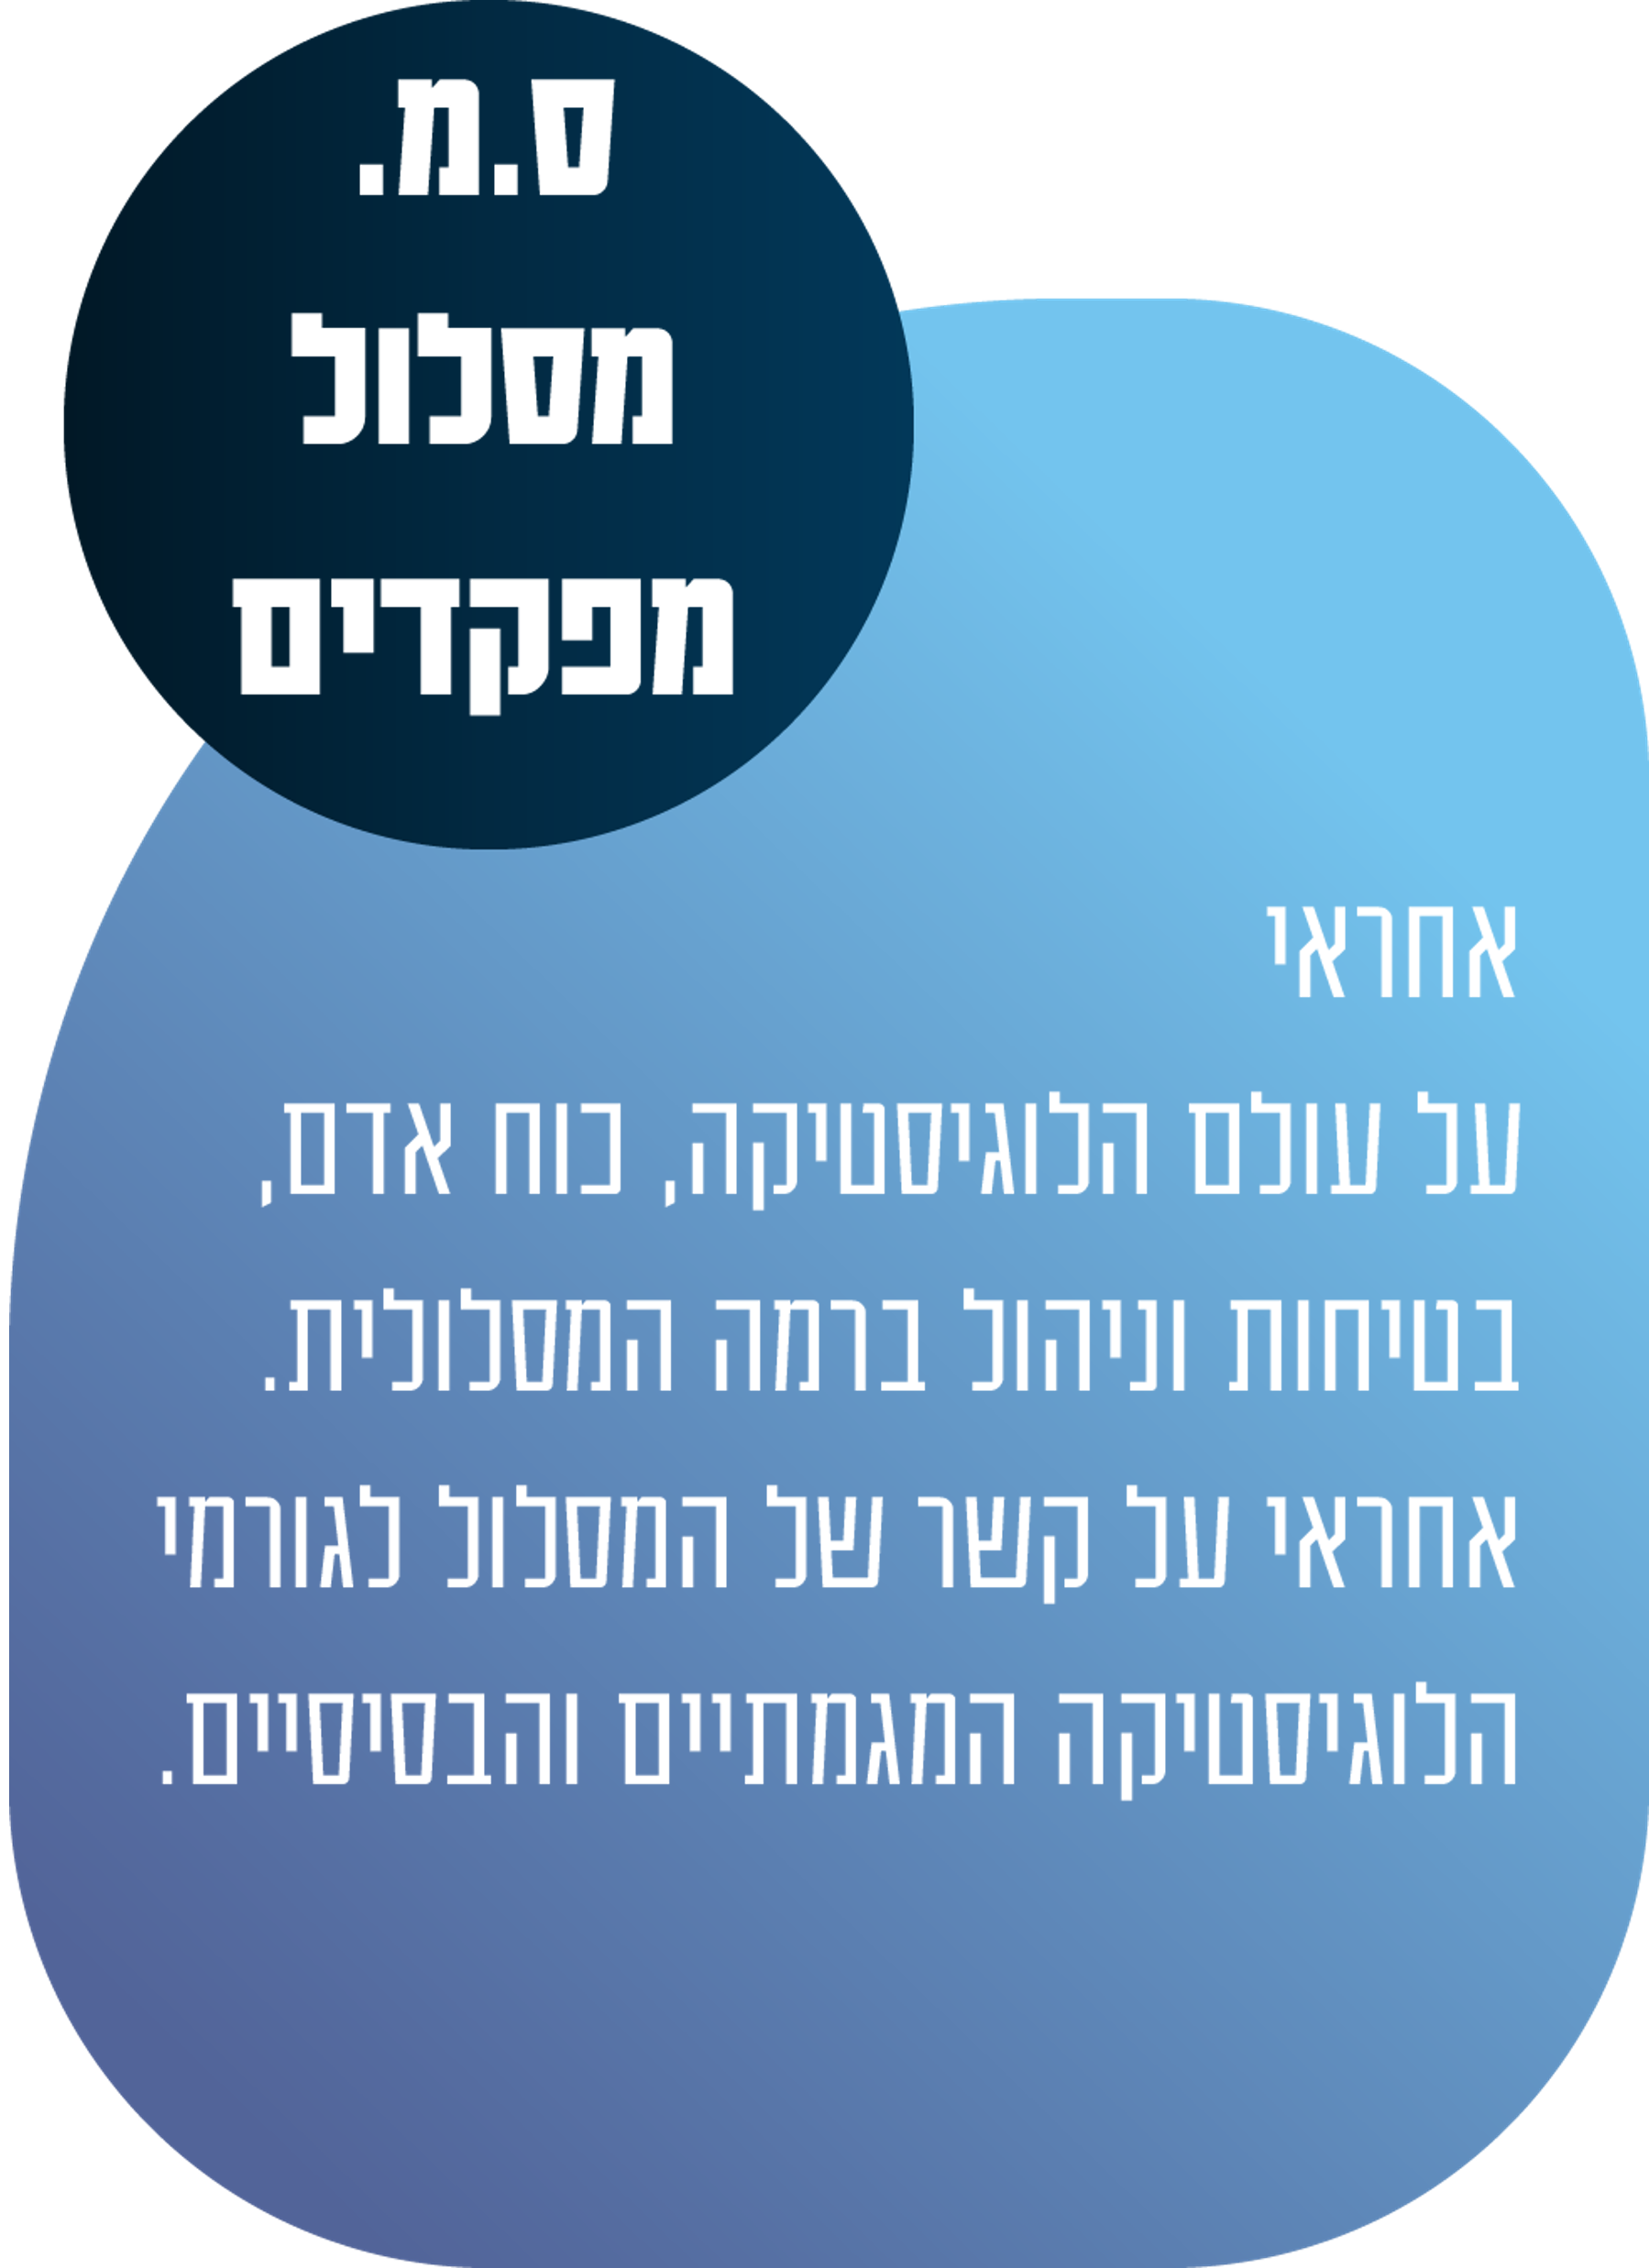 ס.מ.
מסלול
מפקדים
אחראי
על עולם הלוגיסטיקה, כוח אדם,
בטיחות וניהול ברמה המסלולית.
אחראי על קשר של המסלול לגורמי
הלוגיסטיקה המגמתיים והבסיסיים.